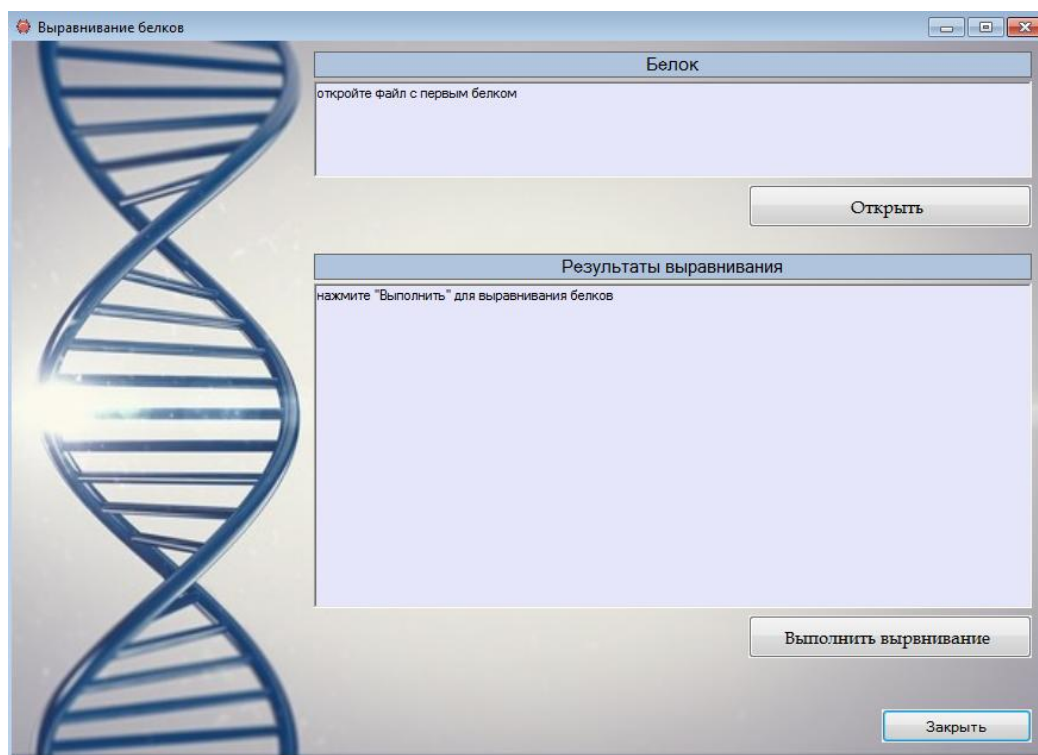 Выравнивание белков
Белок
откройте файл с первым белком
Открыть
Результаты выравнивания
нажмите "Выполнить" для выравнивания белков
Выполнить вырвнивание
Закрыть